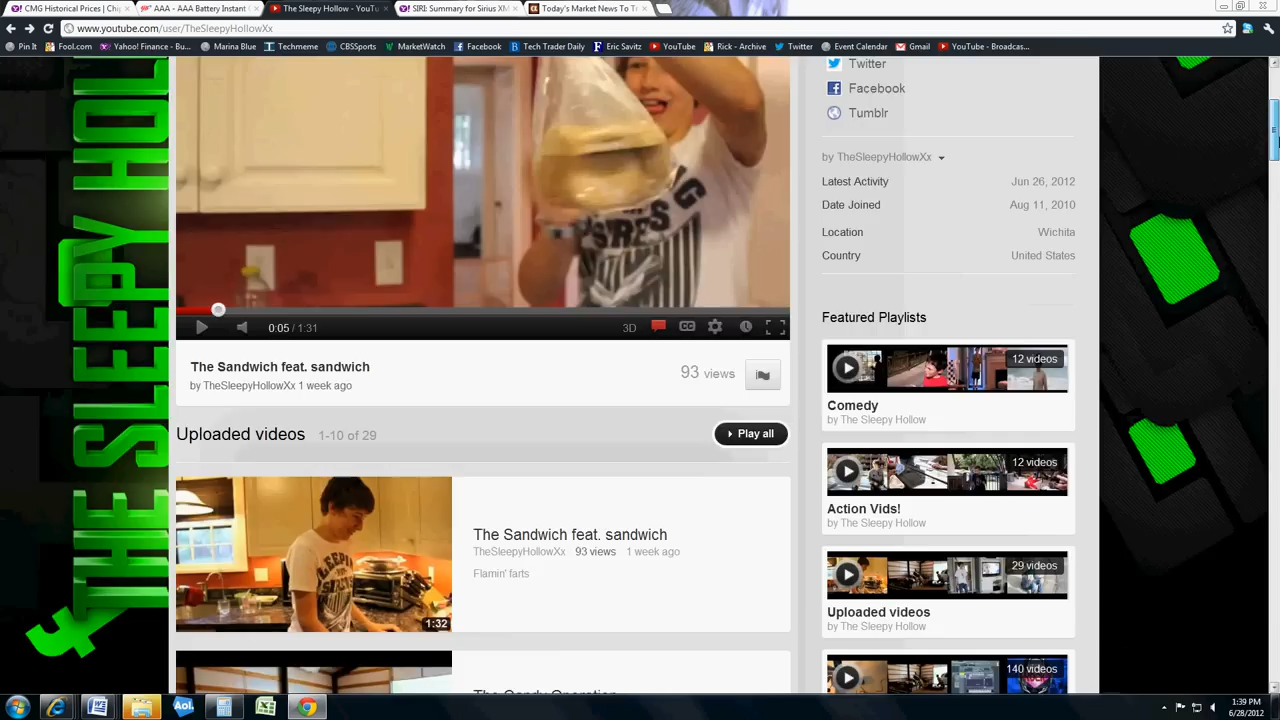 CMG Historical Prices | Chip
AAA - AAA Battery Instant C
The Sleepy Hollow - YouTu
SIRI: Summary for Sirius XM
Today's Market News To Tr
www.youtube.com/user/TheSleepyHollowXx
Pin It Fool.com Yahoo! Finance - Bu... Marina Blue Techmeme CBSSports MarketWatch Facebook Tech Trader Daily Eric Savitz YouTube Rick - Archive Twitter Event Calendar Gmail YouTube - Broadcas...
THE SLEEPY HOL
Twitter
Facebook
Tumblr
by TheSleepyHollowXx
Latest Activity Jun 26, 2012
Date Joined Aug 11, 2010
Location Wichita
Country United States
0:05 / 1:31
3D
CC
The Sandwich feat. sandwich
by TheSleepyHollowXx 1 week ago
93 views
Uploaded videos 1-10 of 29
Play all
The Sandwich feat. sandwich
TheSleepyHollowXx 93 views 1 week ago
Flamin' farts
1:32
The Candy Operation
Featured Playlists
12 videos
Comedy
by The Sleepy Hollow
12 videos
Action Vids!
by The Sleepy Hollow
29 videos
Uploaded videos
by The Sleepy Hollow
140 videos
Aol.
1:39 PM
6/28/2012